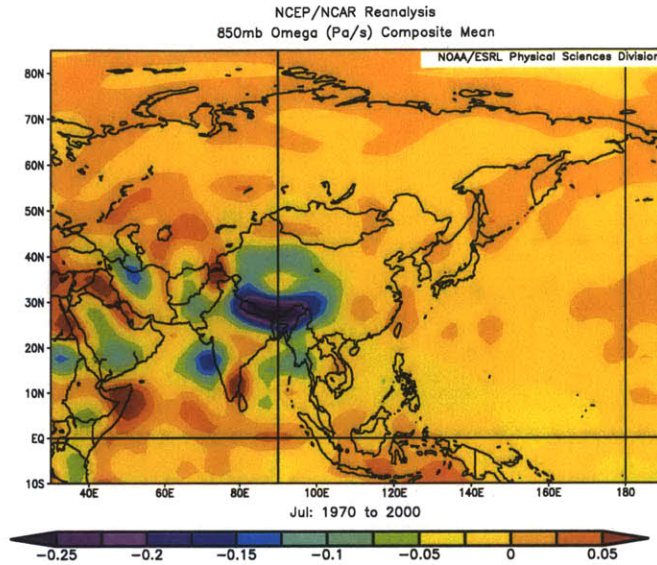 NCEP/NCAR Reanalysis
850mb Omega (Pa/s) Composite Mean
NOAA/ESRL Physical Sciences Division
80N
70N
60N
50N
40N
30N
20N
10N
EQ
10S
40E 60E 80E 100E 120E 140E 160E 180
Jul: 1970 to 2000
-0.25 -0.2 -0.15 -0.1 -0.05 0 0.05